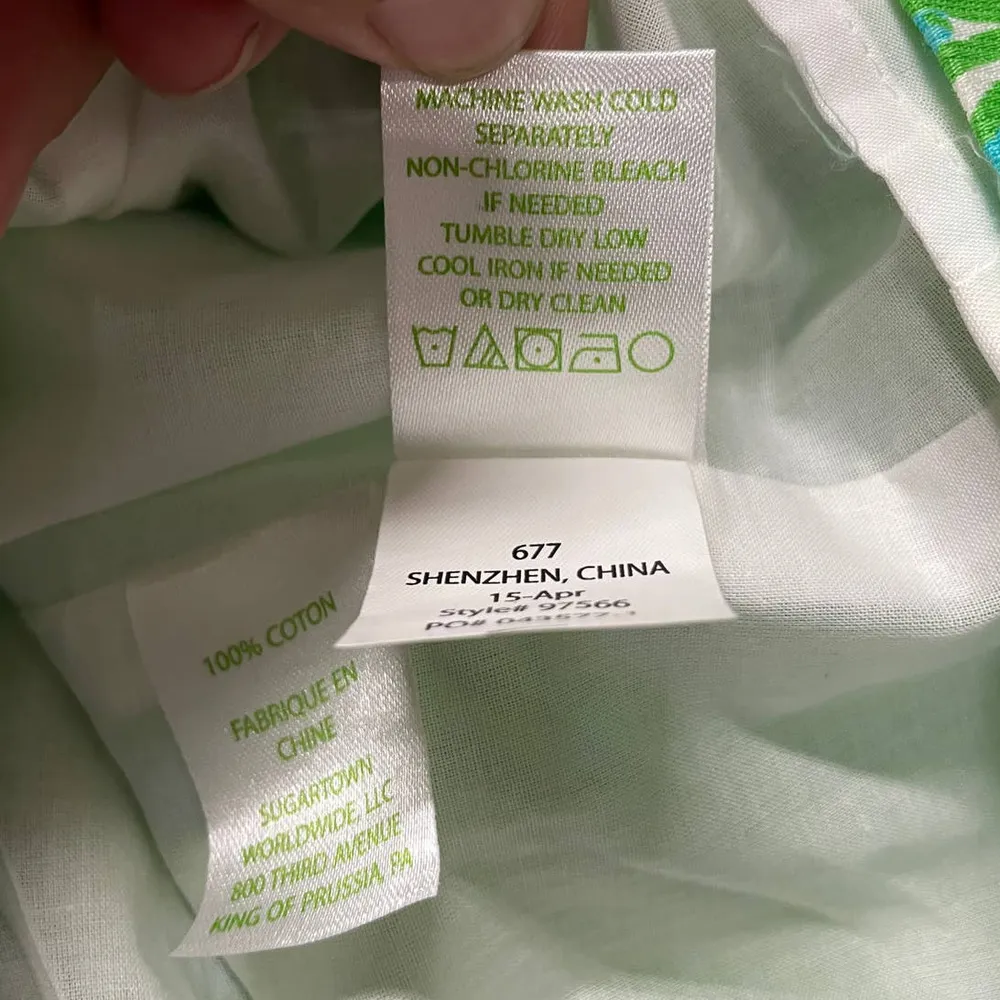 MACHINE WASH COLD
SEPARATELY
NON-CHLORINE BLEACH
IF NEEDED
TUMBLE DRY LOW
COOL IRON IF NEEDED
OR DRY CLEAN
677
SHENZHEN, CHINA
15-Apr
Style# 97566
PO#
100% COTON
FABRIQUE EN
CHINE
SUGARTOWN
WORLDWIDE, LLC
800 THIRD AVENUE
KING OF PRUSSIA, PA